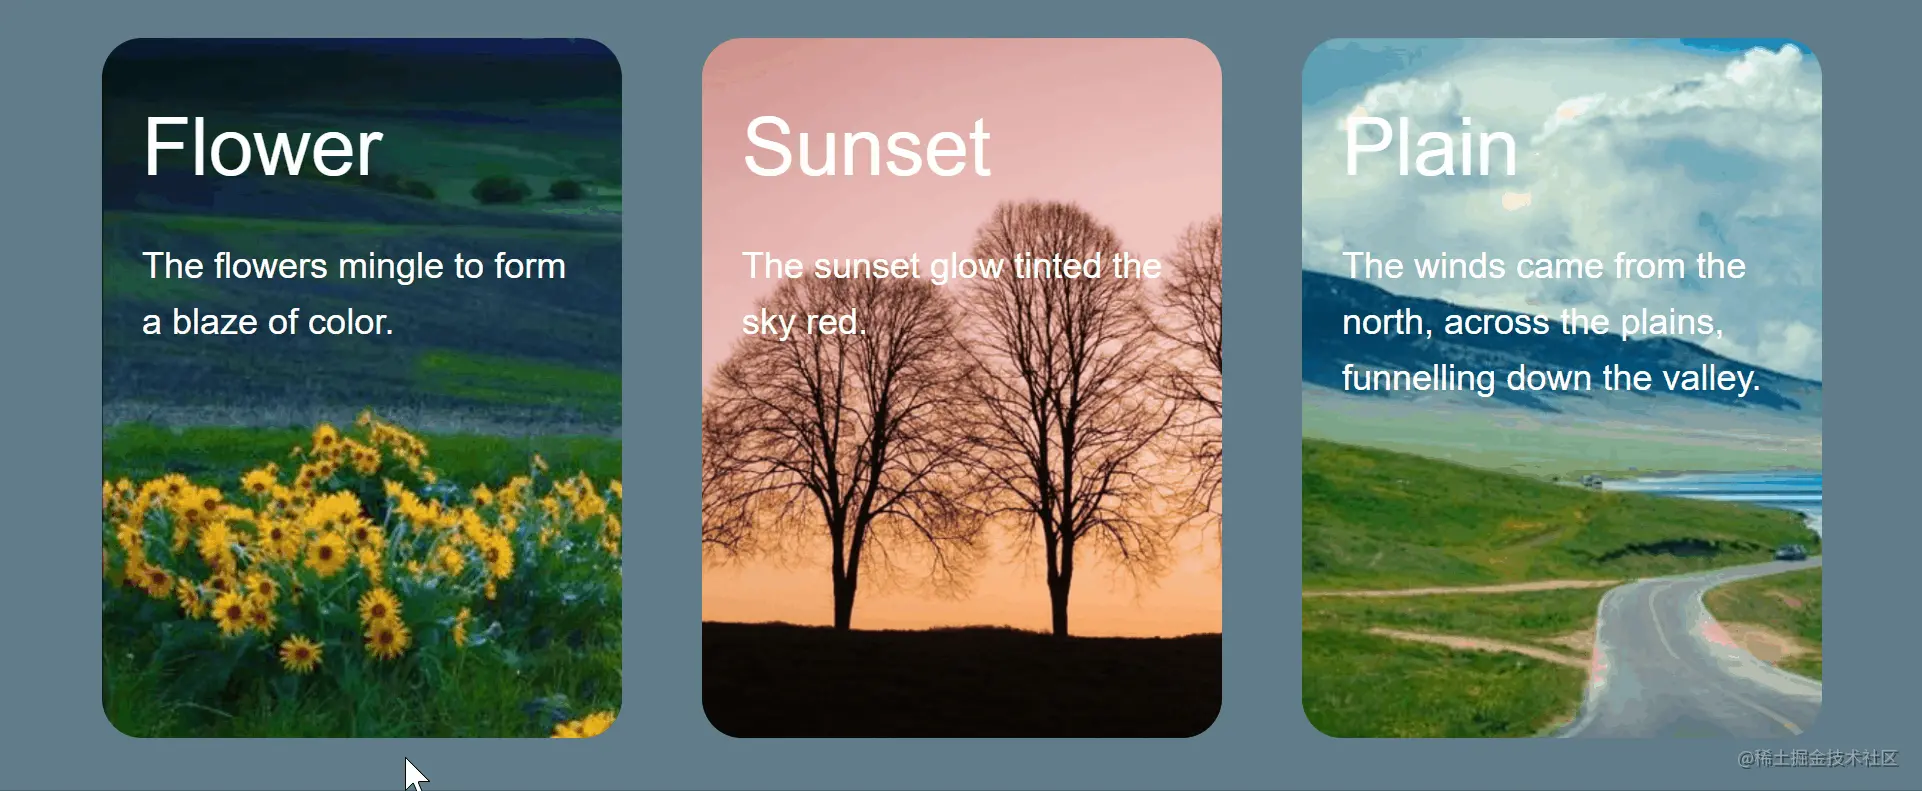 Flower
The flowers mingle to form
a blaze of color.
Sunset
The sunset glow tinted the
sky red.
Plain
The winds came from the
north, across the plains,
funnelling down the valley.
@稀土掘金技术社区